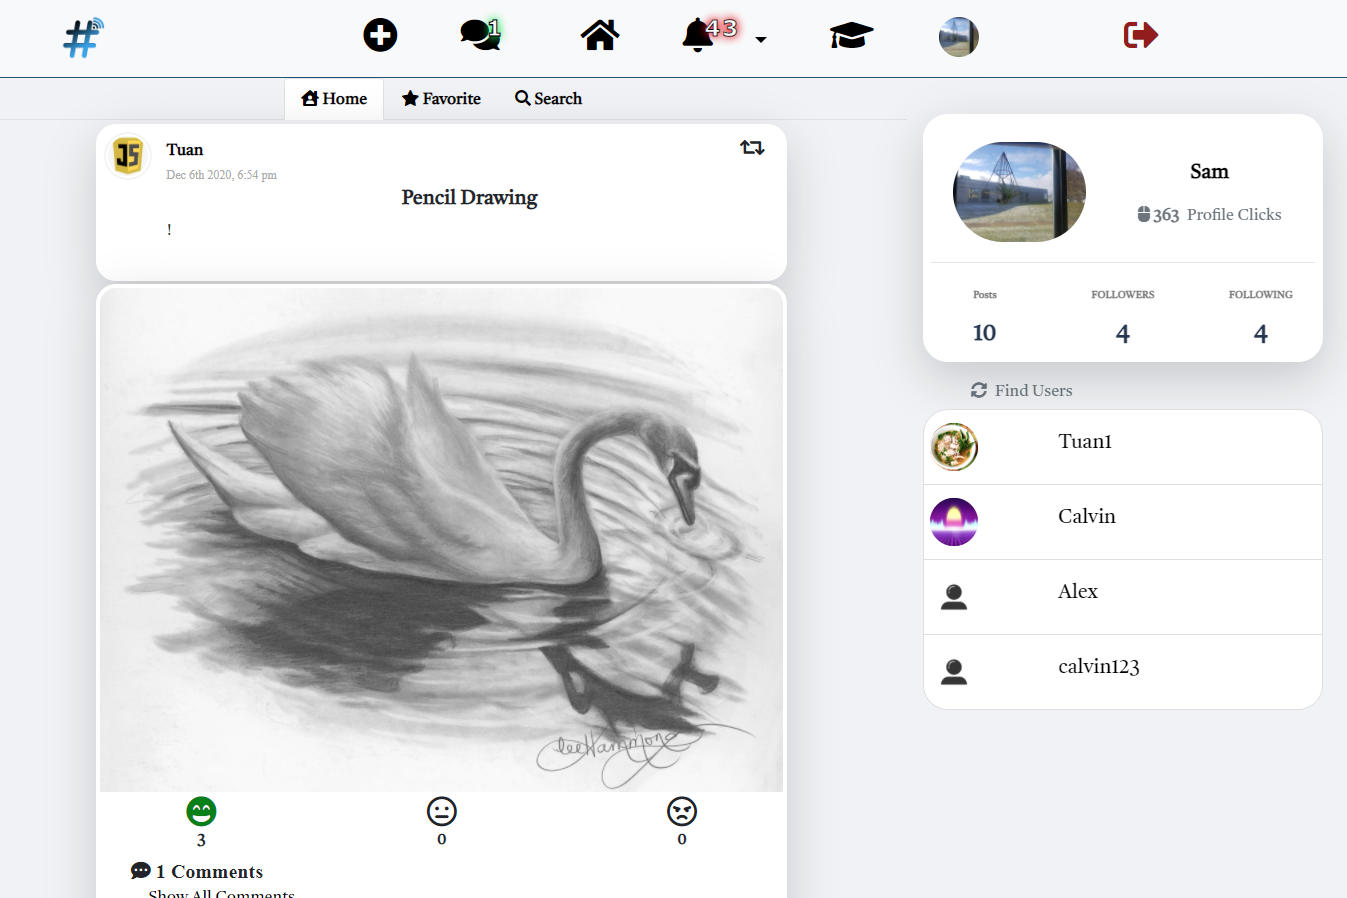 #
1
43
Home
Favorite
Search
JS
Tuan
Dec 6th 2020, 6:54 pm
Pencil Drawing
!
LeeHammond
3
0
0
1 Comments
Show All Comments
Sam
363 Profile Clicks
Posts
FOLLOWERS
FOLLOWING
10
4
4
Find Users
Tuan1
Calvin
Alex
calvin123